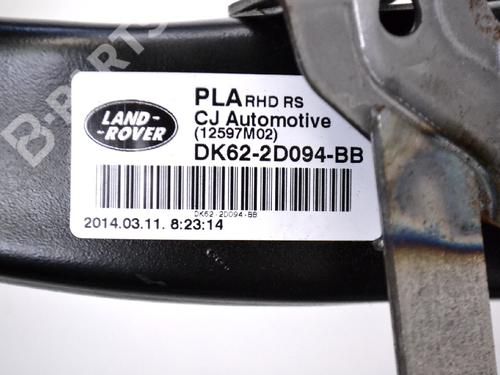 B-PARTS
LAND-
ROVER
PLA RHD RS
CJ Automotive
(12597M02)
DK62-2D094-BB
DK62-2D094-BB
2014.03.11. 8:23:14